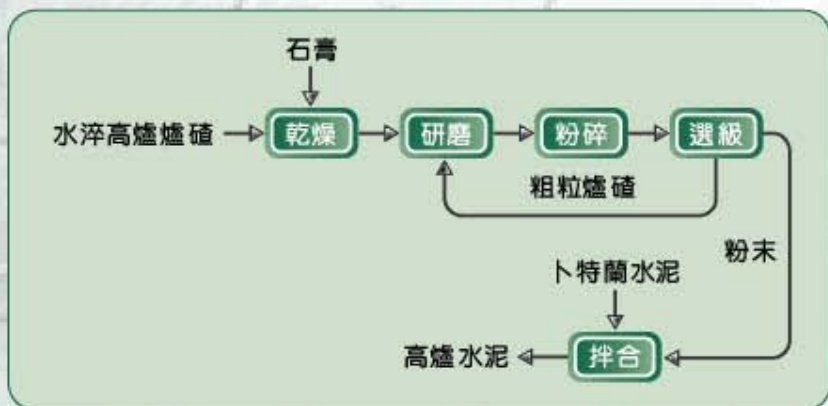 石膏
水淬高爐爐碴
乾燥
研磨
粉碎
選級
粗粒爐碴
粉末
卜特蘭水泥
高爐水泥
拌合